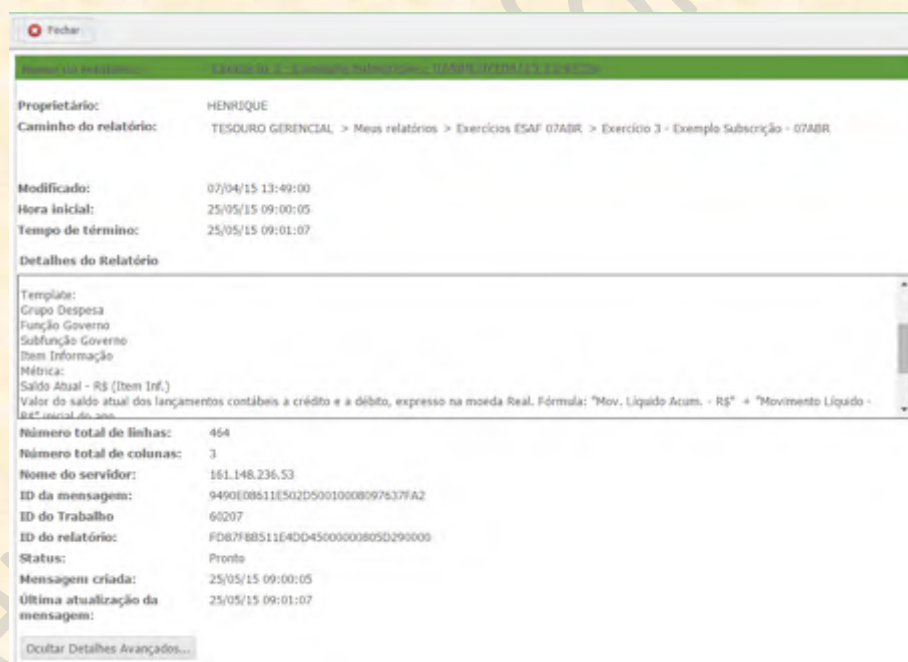 Fechar
Proprietário: HENRIQUE
Caminho do relatório: TESOURO GERENCIAL > Meus relatórios > Exercícios ESAF 07ABR > Exercício 3 - Exemplo Subscrição - 07ABR
Modificado: 07/04/15 13:49:00
Hora inicial: 25/05/15 09:00:05
Tempo de término: 25/05/15 09:01:07
Detalhes do Relatório
Template:
Grupo Despesa
Função Governo
Subfunção Governo
Item Informação
Métrica:
Saldo Atual - R$ (Item Inf.)
Valor do saldo atual dos lançamentos contábeis a crédito e a débito, expresso na moeda Real. Fórmula: "Mov. Líquido Acum. - R$" + "Movimento Líquido -
R$" inicial do ano
Número total de linhas: 464
Número total de colunas: 3
Nome do servidor: 161.148.236.53
ID da mensagem:
ID do Trabalho 60207
ID do relatório:
Status: Pronto
Mensagem criada: 25/05/15 09:00:05
Última atualização da 25/05/15 09:01:07
mensagem:
Ocultar Detalhes Avançados...